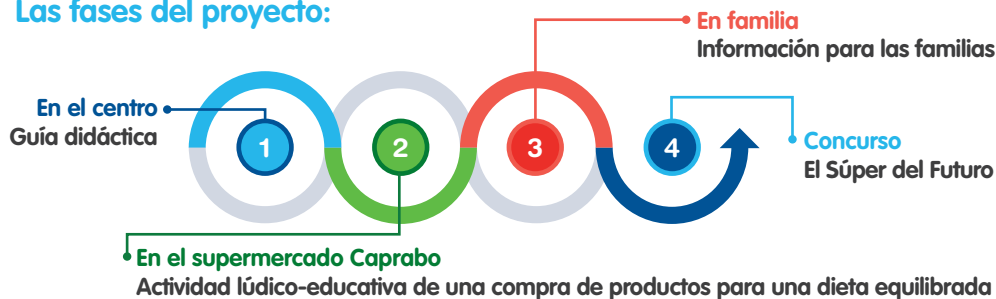 Las fases del proyecto:
En familia
Información para las familias
En el centro
Guía didáctica
1
2
3
4
Concurso
El Súper del Futuro
En el supermercado Caprabo
Actividad lúdico-educativa de una compra de productos para una dieta equilibrada